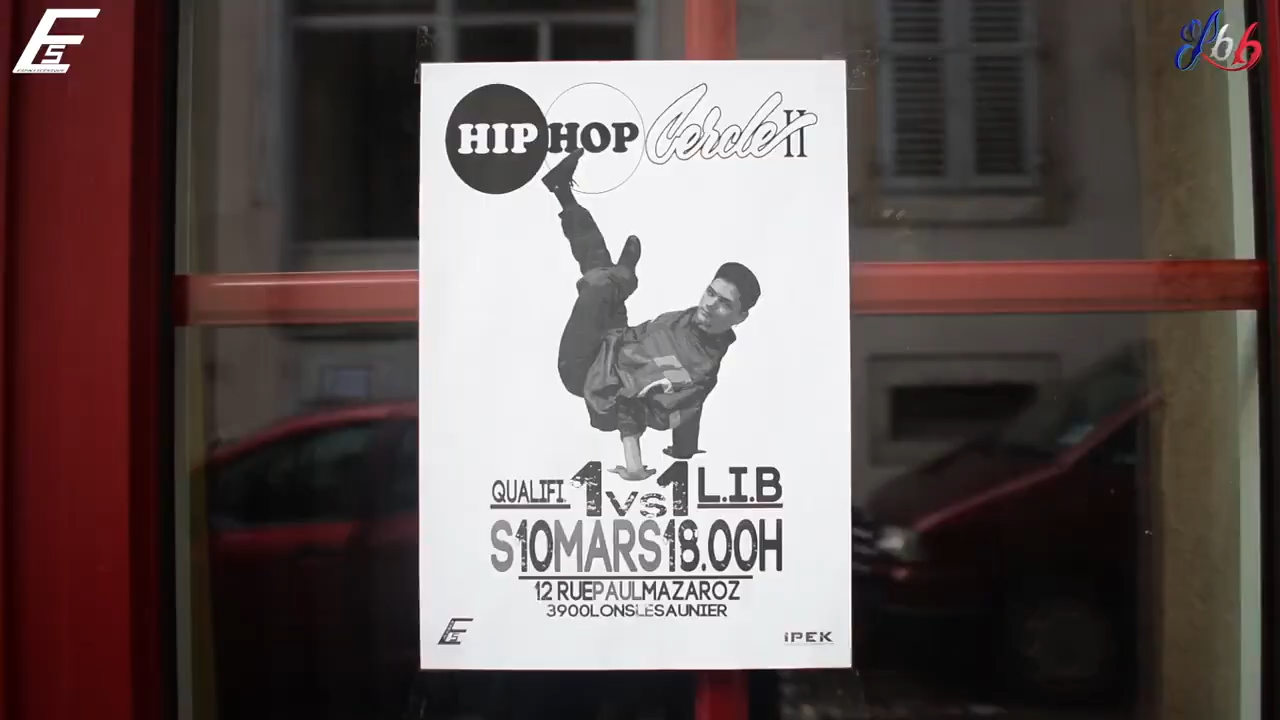 HIP HOP Cercle II
QUALIFI. 1vs1 L.I.B
S10MARS18.00H
12 RUEPAULMAZAROZ
3900LONSLESAUNIER
IPEK